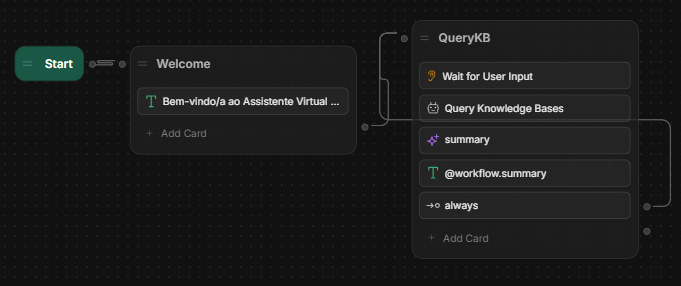 Start
Welcome
Bem-vindo/a ao Assistente Virtual ...
+ Add Card
QueryKB
Wait for User Input
Query Knowledge Bases
summary
T @workflow.summary
always
+ Add Card